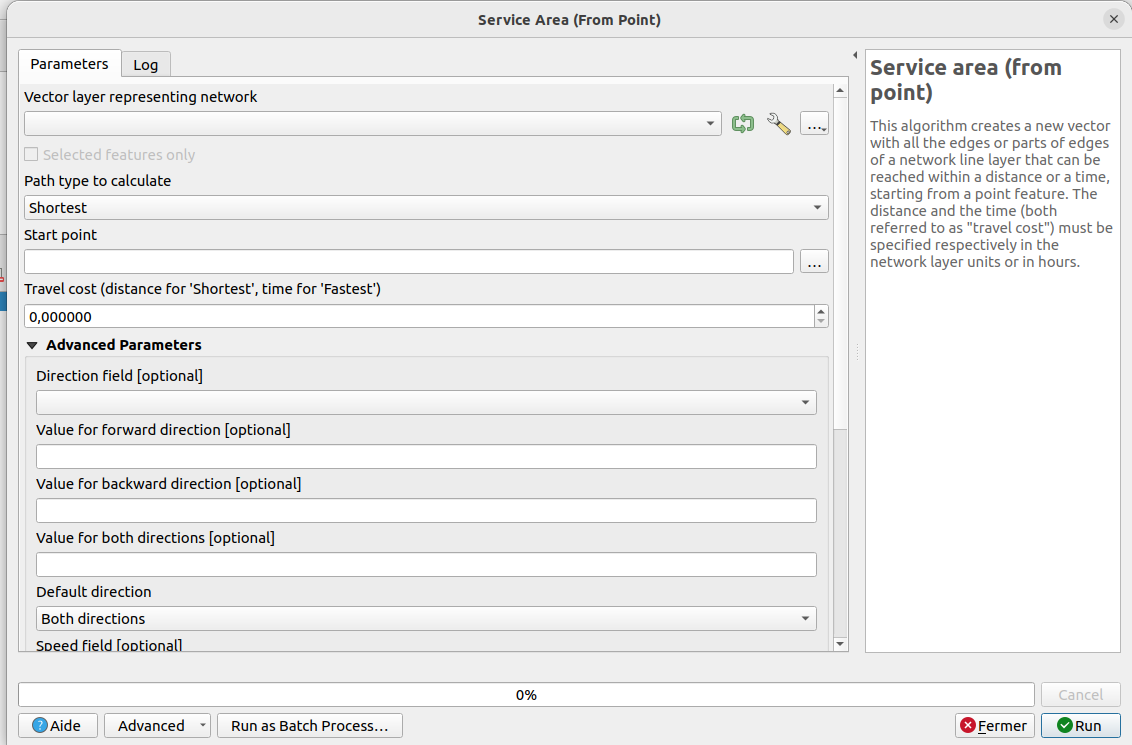 Service Area (From Point)
Parameters
Log
Vector layer representing network
...
Selected features only
Path type to calculate
Shortest
Start point
...
Travel cost (distance for 'Shortest', time for 'Fastest')
0,000000
Advanced Parameters
Direction field [optional]
Value for forward direction [optional]
Value for backward direction [optional]
Value for both directions [optional]
Default direction
Both directions
Speed field [optional]
Service area (from
point)
This algorithm creates a new vector
with all the edges or parts of edges
of a network line layer that can be
reached within a distance or a time,
starting from a point feature. The
distance and the time (both
referred to as "travel cost") must be
specified respectively in the
network layer units or in hours.
0%
Cancel
? Aide
Advanced
Run as Batch Process…
Fermer
Run